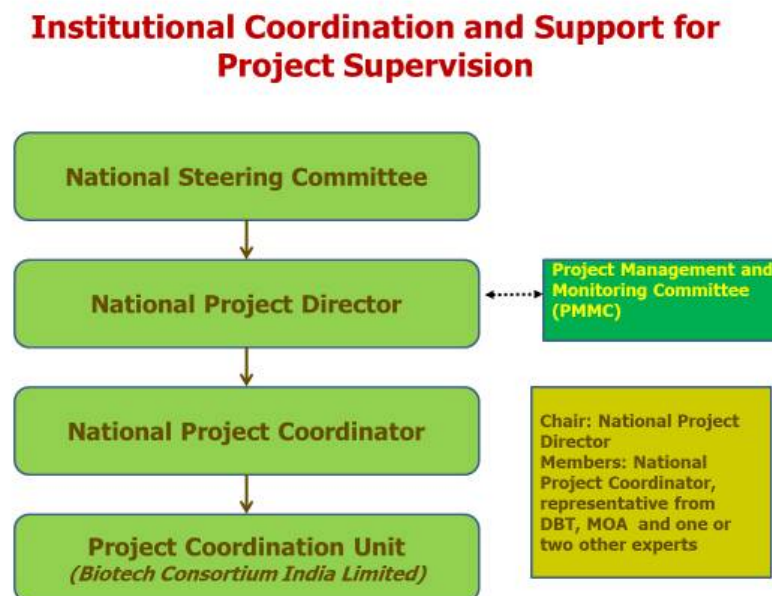 Institutional Coordination and Support for
Project Supervision
National Steering Committee
National Project Director
Project Management and
Monitoring Committee
(PMMC)
National Project Coordinator
Chair: National Project
Director
Members: National
Project Coordinator,
representative from
DBT, MOA and one or
two other experts
Project Coordination Unit
(Biotech Consortium India Limited)